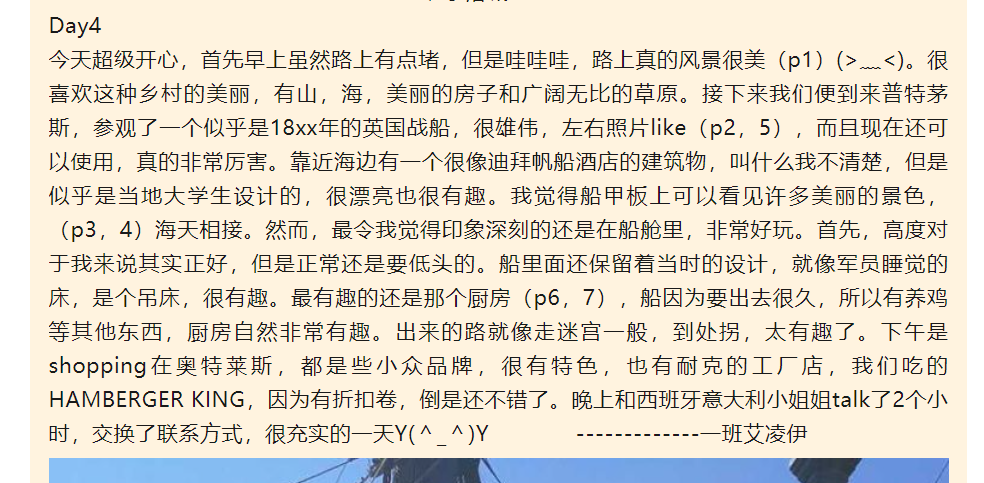 Day4
今天超级开心，首先早上虽然路上有点堵，但是哇哇哇，路上真的风景很美（p1）(>﹏<)。很
喜欢这种乡村的美丽，有山，海，美丽的房子和广阔无比的草原。接下来我们便到来普特茅
斯，参观了一个似乎是18xx年的英国战船，很雄伟，左右照片like（p2，5），而且现在还可
以使用，真的非常厉害。靠近海边有一个很像迪拜帆船酒店的建筑物，叫什么我不清楚，但是
似乎是当地大学生设计的，很漂亮也很有趣。我觉得船甲板上可以看见许多美丽的景色，
（p3，4）海天相接。然而，最令我觉得印象深刻的还是在船舱里，非常好玩。首先，高度对
于我来说其实正好，但是正常还是要低头的。船里面还保留着当时的设计，就像军员睡觉的
床，是个吊床，很有趣。最有趣的还是那个厨房（p6，7），船因为要出去很久，所以有养鸡
等其他东西，厨房自然非常有趣。出来的路就像走迷宫一般，到处拐，太有趣了。下午是
shopping在奥特莱斯，都是些小众品牌，很有特色，也有耐克的工厂店，我们吃的
HAMBERGER KING，因为有折扣卷，倒是还不错了。晚上和西班牙意大利小姐姐talk了2个小
时，交换了联系方式，很充实的一天Y(＾_＾)Y -------------一班艾凌伊